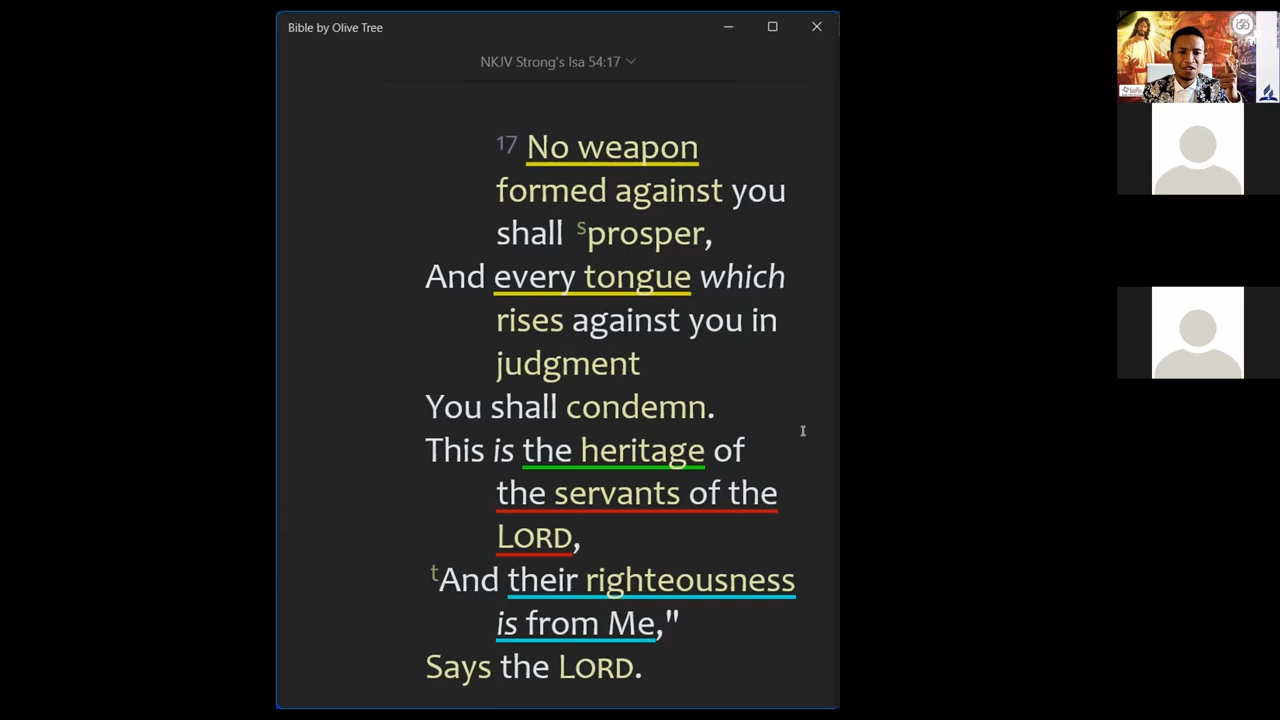 Bible by Olive Tree
NKJV Strong's Isa 54:17
17 No weapon
formed against you
shall sprosper,
And every tongue which
rises against you in
judgment
You shall condemn.
This is the heritage of
the servants of the
LORD,
tAnd their righteousness
is from Me,"
Says the LORD.